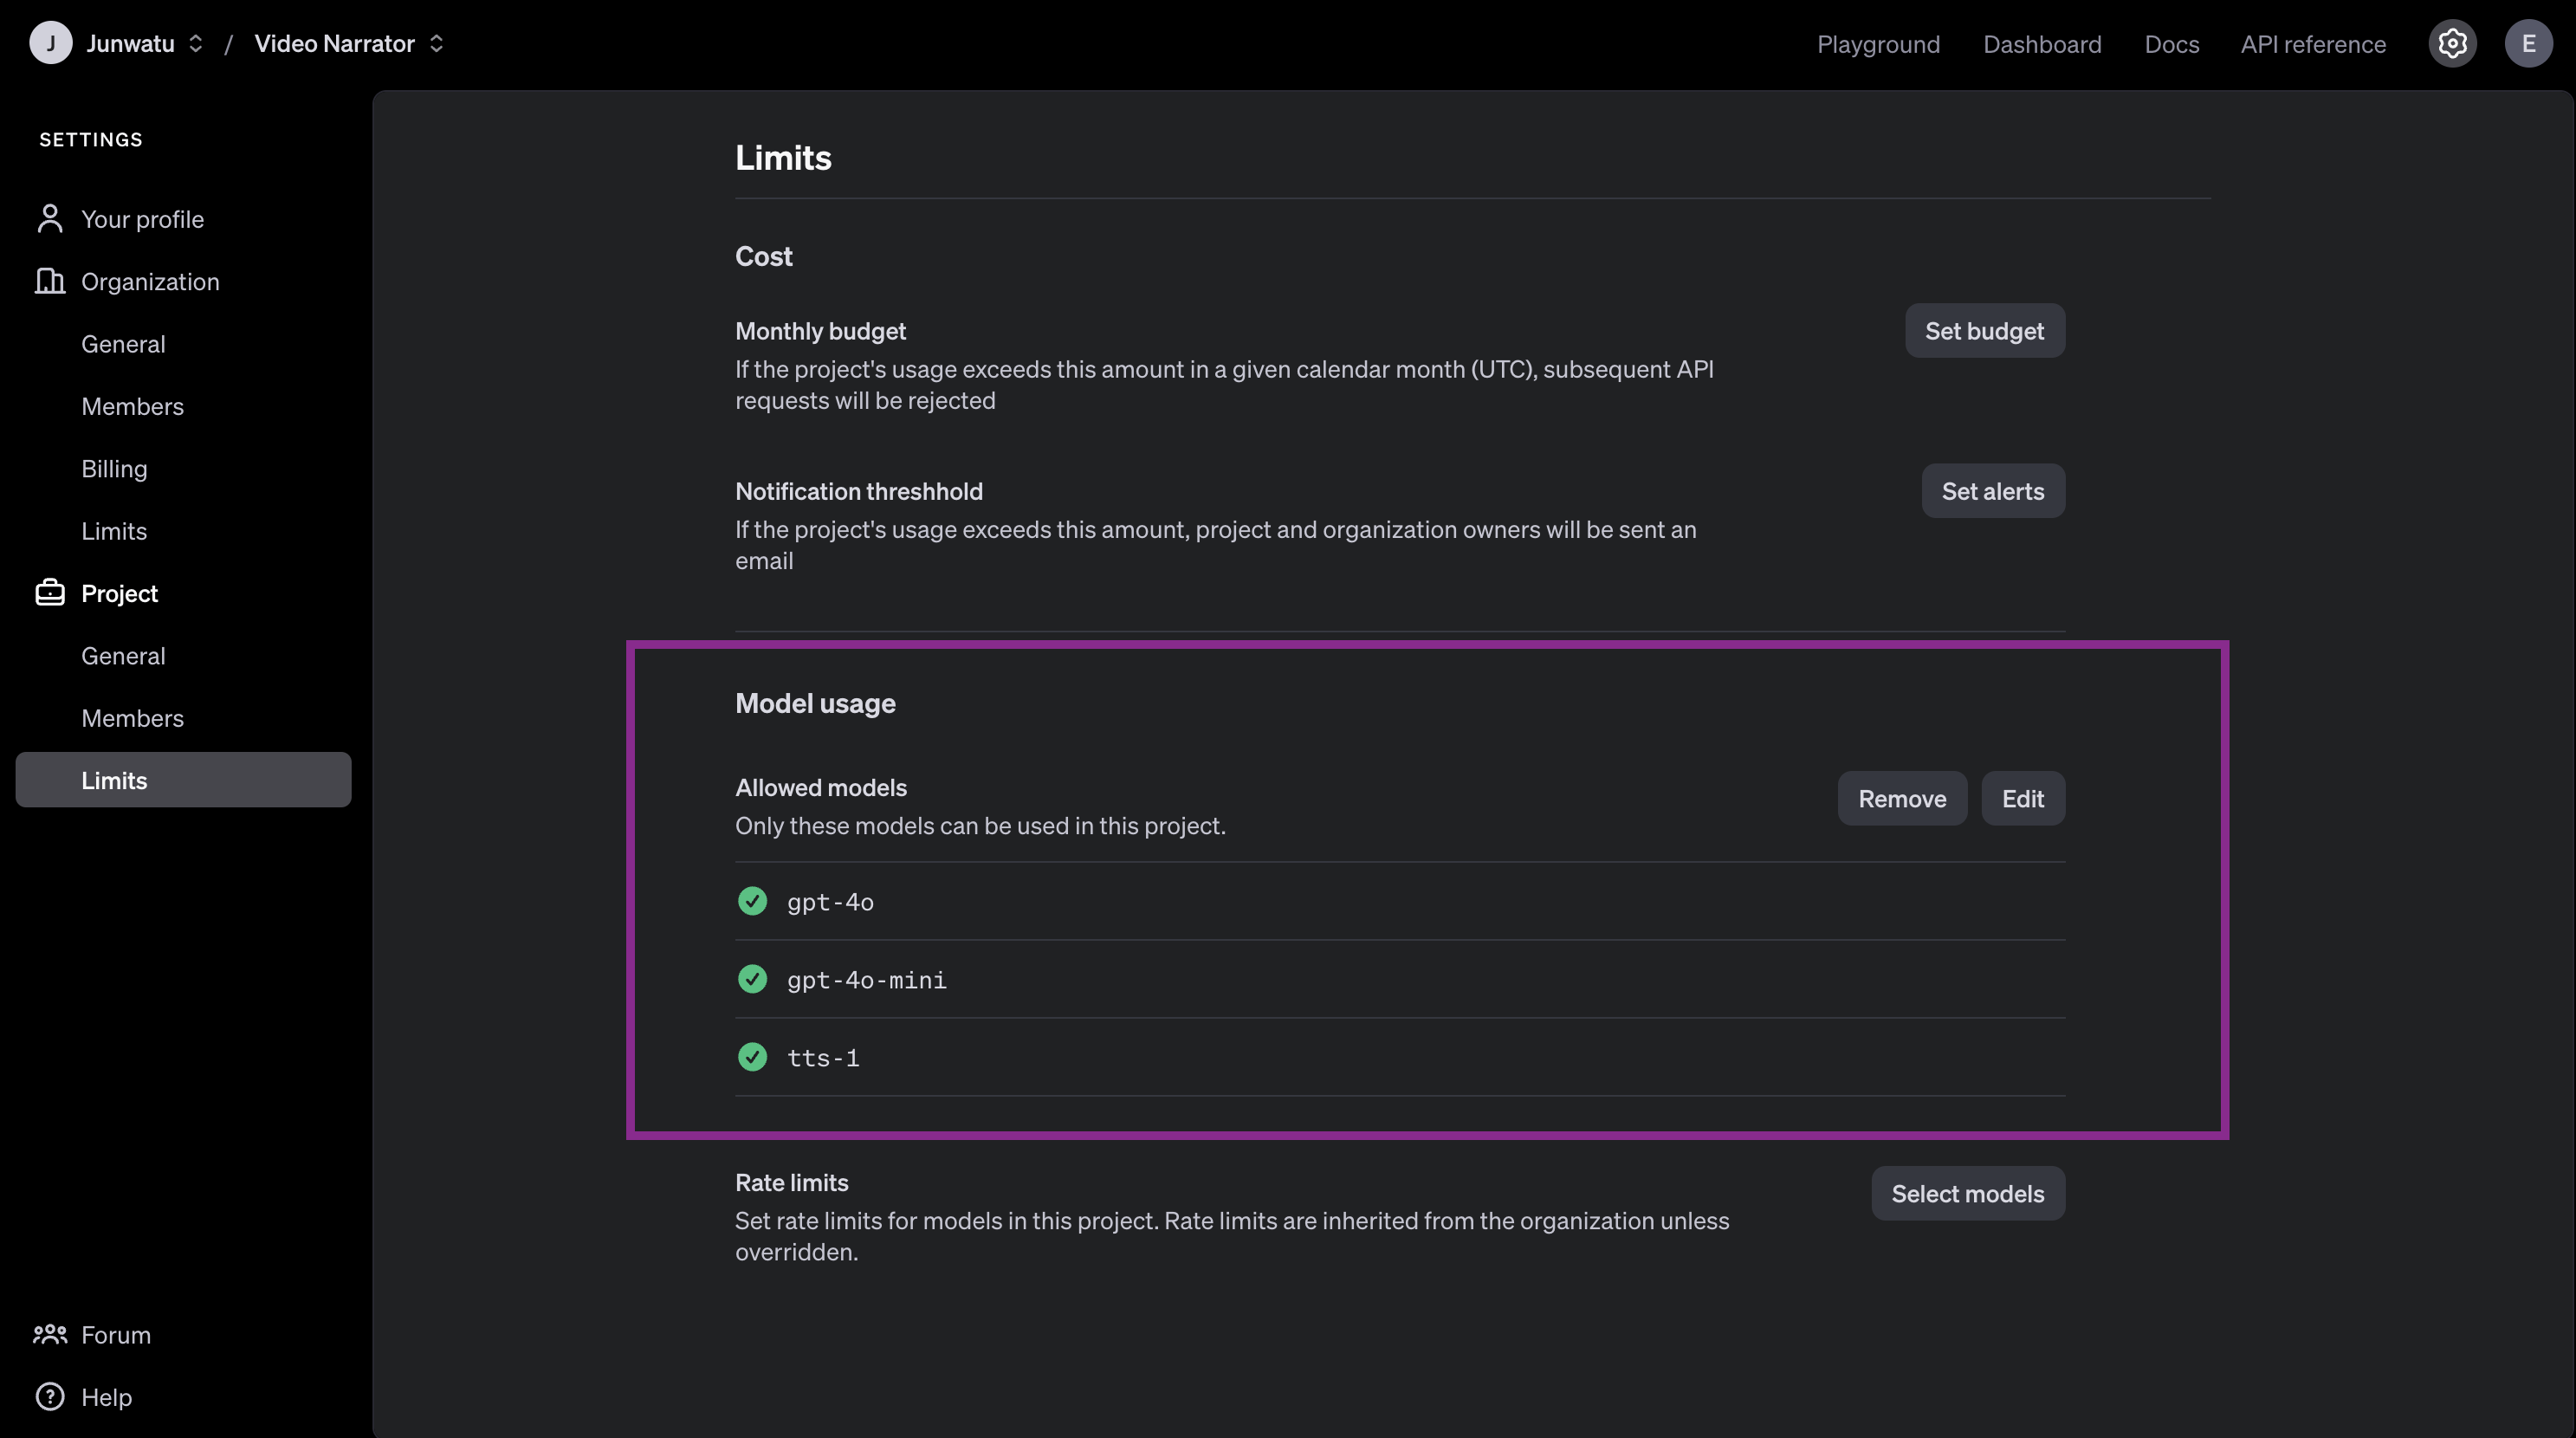 J Junwatu / Video Narrator
Playground Dashboard Docs API reference E
SETTINGS
Your profile
Organization
General
Members
Billing
Limits
Project
General
Members
Limits
Forum
Help
Limits
Cost
Monthly budget
Set budget
If the project's usage exceeds this amount in a given calendar month (UTC), subsequent API
requests will be rejected
Notification threshhold
Set alerts
If the project's usage exceeds this amount, project and organization owners will be sent an
email
Model usage
Allowed models
Remove Edit
Only these models can be used in this project.
gpt-4o
gpt-4o-mini
tts-1
Rate limits
Select models
Set rate limits for models in this project. Rate limits are inherited from the organization unless
overridden.